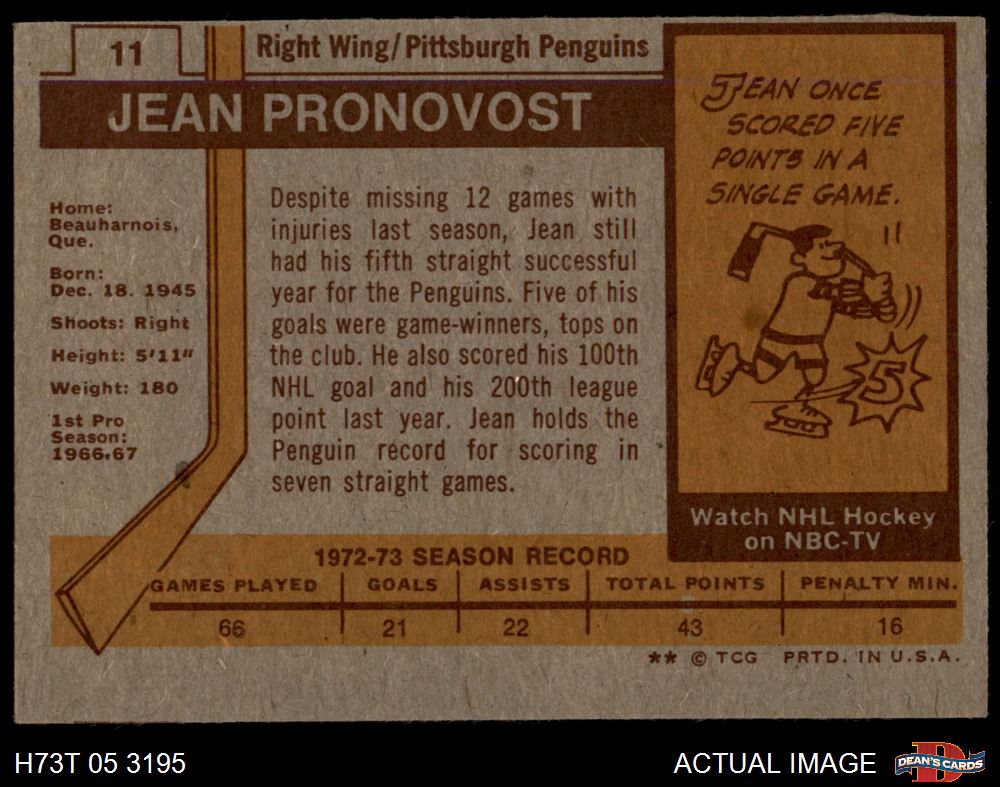 11
Right Wing/Pittsburgh Penguins
JEAN PRONOVOST
Home:
Beauharnois,
Que.
Born:
Dec. 18. 1945
Shoots: Right
Height: 5'11"
Weight: 180
1st Pro
Season:
1966-67
Despite missing 12 games with
injuries last season, Jean still
had his fifth straight successful
year for the Penguins. Five of his
goals were game-winners, tops on
the club. He also scored his 100th
NHL goal and his 200th league
point last year. Jean holds the
Penguin record for scoring in
seven straight games.
JEAN ONCE
SCORED FIVE
POINTS IN A
SINGLE GAME.
5
Watch NHL Hockey
on NBC-TV
1972-73 SEASON RECORD
GAMES PLAYED GOALS ASSISTS TOTAL POINTS PENALTY MIN.
66 21 22 43 16
** © TCG PRTD. IN U.S.A.
H73T 05 3195
ACTUAL IMAGE
D
DEAN'S CARDS